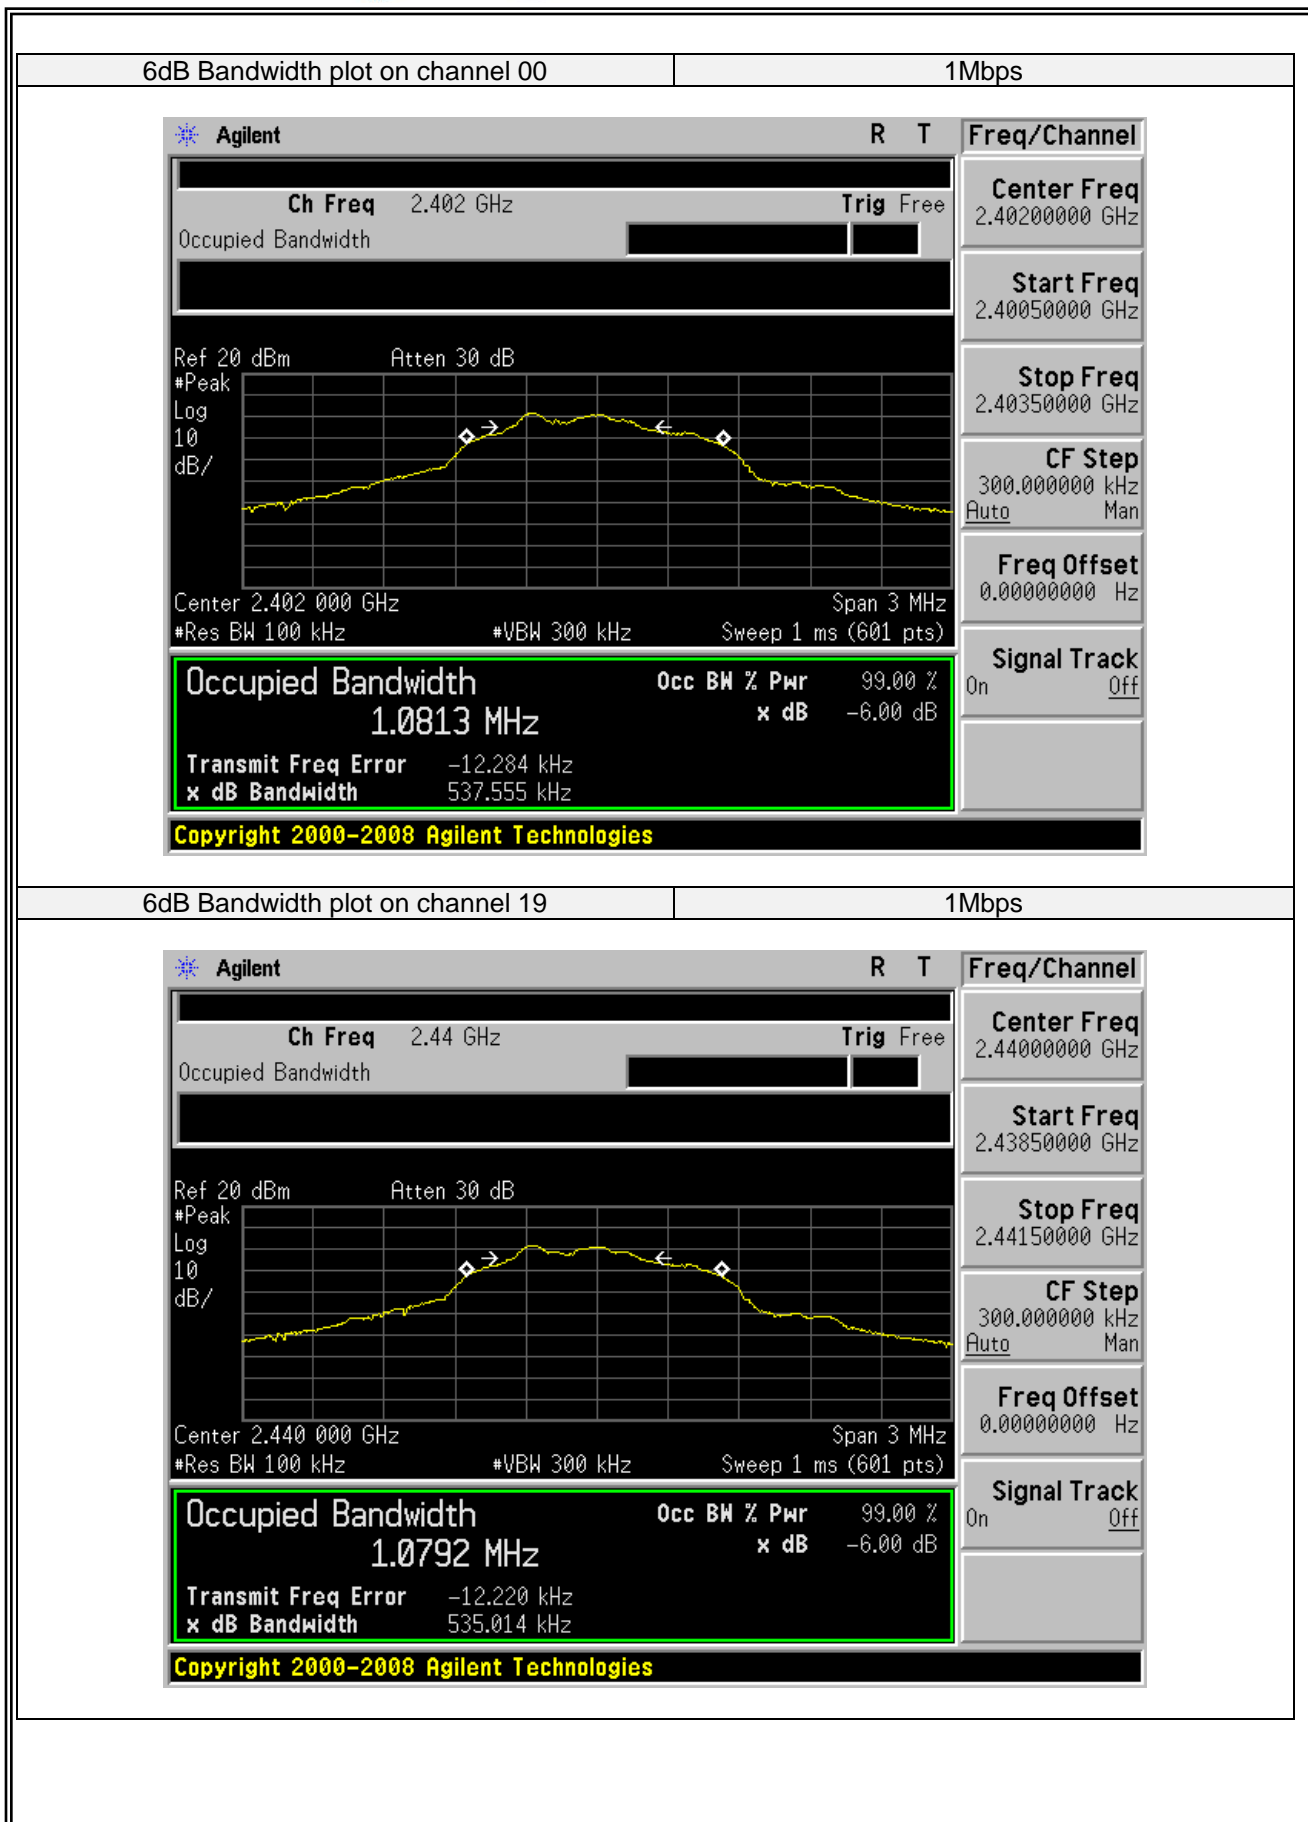 6dB Bandwidth plot on channel 00 1Mbps
Agilent R T Freq/Channel
Ch Freq 2.402 GHz Trig Free
Occupied Bandwidth
Center Freq
2.40200000 GHz
Start Freq
2.40050000 GHz
Stop Freq
2.40350000 GHz
CF Step
300.000000 kHz
Auto Man
Freq Offset
0.00000000 Hz
Signal Track
On Off
Ref 20 dBm Atten 30 dB
#Peak
Log
10
dB/
Center 2.402 000 GHz Span 3 MHz
#Res BW 100 kHz #VBW 300 kHz Sweep 1 ms (601 pts)
Occupied Bandwidth Occ BW % Pwr 99.00 %
1.0813 MHz x dB -6.00 dB
Transmit Freq Error -12.284 kHz
x dB Bandwidth 537.555 kHz
Copyright 2000-2008 Agilent Technologies
6dB Bandwidth plot on channel 19 1Mbps
Agilent R T Freq/Channel
Ch Freq 2.44 GHz Trig Free
Occupied Bandwidth
Center Freq
2.44000000 GHz
Start Freq
2.43850000 GHz
Stop Freq
2.44150000 GHz
CF Step
300.000000 kHz
Auto Man
Freq Offset
0.00000000 Hz
Signal Track
On Off
Ref 20 dBm Atten 30 dB
#Peak
Log
10
dB/
Center 2.440 000 GHz Span 3 MHz
#Res BW 100 kHz #VBW 300 kHz Sweep 1 ms (601 pts)
Occupied Bandwidth Occ BW % Pwr 99.00 %
1.0792 MHz x dB -6.00 dB
Transmit Freq Error -12.220 kHz
x dB Bandwidth 535.014 kHz
Copyright 2000-2008 Agilent Technologies